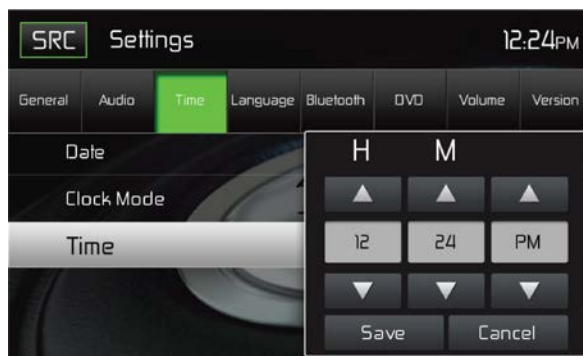 SRC Settings 12:24PM
General Audio Time Language Bluetooth DVD Volume Version
Date
H M
Clock Mode
Time
12 24 PM
Save Cancel